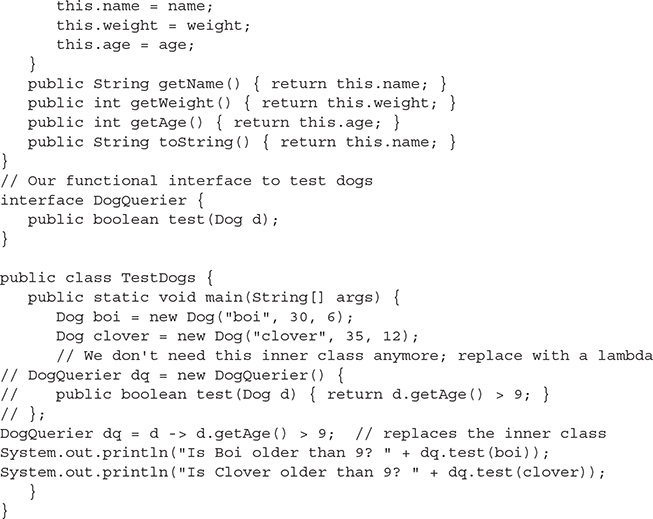 this.name = name;
      this.weight = weight;
      this.age = age;
   }
   public String getName() { return this.name; }
   public int getWeight() { return this.weight; }
   public int getAge() { return this.age; }
   public String toString() { return this.name; }
}
// Our functional interface to test dogs
interface DogQuerier {
   public boolean test(Dog d);
}

public class TestDogs {
   public static void main(String[] args) {
      Dog boi = new Dog("boi", 30, 6);
      Dog clover = new Dog("clover", 35, 12);
      // We don't need this inner class anymore; replace with a lambda
// DogQuerier dq = new DogQuerier() {
//    public boolean test(Dog d) { return d.getAge() > 9; }
// };
DogQuerier dq = d -> d.getAge() > 9;  // replaces the inner class
System.out.println("Is Boi older than 9? " + dq.test(boi));
System.out.println("Is Clover older than 9? " + dq.test(clover));
   }
}